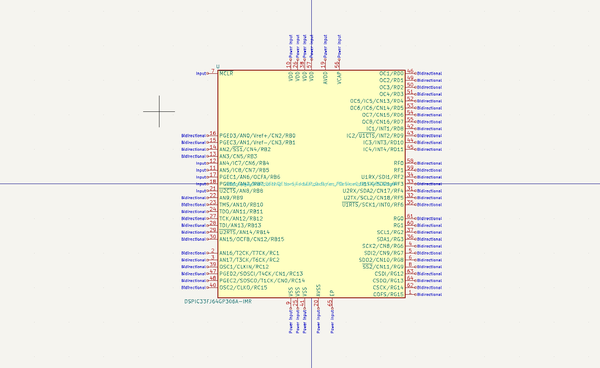 Power Input Power Input Power Input Power Input Power Input Power Input
10 26 38 57 19 56
VDD VDD VDD VDD AVDD VCAP
Input 7 MCLR
OC1/RD0 46 Bidirectional
OC2/RD1 49 Bidirectional
OC3/RD2 50 Bidirectional
OC4/RD3 51 Bidirectional
OC5/IC5/CN13/RD4 52 Bidirectional
OC6/IC6/CN14/RD5 53 Bidirectional
OC7/CN15/RD6 54 Bidirectional
OC8/CN16/RD7 55 Bidirectional
IC1/INT1/RD8 42 Bidirectional
Bidirectional 16 PGED3/AN0/Vref+/CN2/RB0
IC2/U1CTS/INT2/RD9 43 Bidirectional
Bidirectional 15 PGEC3/AN1/Vref-/CN3/RB1
IC3/INT3/RD10 44 Bidirectional
Bidirectional 14 AN2/SS1/CN4/RB2
IC4/INT4/RD11 45 Bidirectional
Bidirectional 13 AN3/CN5/RB3
Input 12 AN4/IC7/CN6/RB4
RF0 58 Bidirectional
Input 11 AN5/IC8/CN7/RB5
RF1 59 Bidirectional
Input 17 PGEC1/AN6/OCFA/RB6
U1RX/SDI1/RF2 34 Bidirectional
Input 18
RF3 33 Bidirectional
Input 21 U2CTS/AN8/RB8
U2RX/SDA2/CN17/RF4 31 Bidirectional
Bidirectional 22 AN9/RB9
U2TX/SCL2/CN18/RF5 32 Bidirectional
Bidirectional 23 TMS/AN10/RB10
U1RTS/SCK1/INT0/RF6 35 Bidirectional
Bidirectional 24 TDO/AN11/RB11
Bidirectional 27 TCK/AN12/RB12
RG0 61 Bidirectional
Bidirectional 28 TDI/AN13/RB13
RG1 60 Bidirectional
Bidirectional 29 U2RTS/AN14/RB14
SCL1/RG2 37 Bidirectional
Bidirectional 30 AN15/OCFB/CN12/RB15
SDA1/RG3 36 Bidirectional
SCK2/CN8/RG6 4 Bidirectional
Bidirectional 2 AN16/T2CK/T7CK/RC1
SDI2/CN9/RG7 5 Bidirectional
Bidirectional 3 AN17/T3CK/T6CK/RC2
SDO2/CN10/RG8 6 Bidirectional
Bidirectional 39 OSC1/CLKIN/RC12
SS2/CN11/RG9 8 Bidirectional
Bidirectional 47 PGED2/SOSCI/T4CK/CN1/RC13
CSDI/RG12 63 Bidirectional
Bidirectional 48 PGEC2/SOSCO/T1CK/CN0/RC14
CSDO/RG13 64 Bidirectional
Bidirectional 40 OSC2/CLKO/RC15
CSCK/RG14 62 Bidirectional
COFS/RG15 1 Bidirectional
VSS VSS VSS AVSS EP
9 25 41 20 65
DSPIC33FJ64GP306A-IMR
Power Input Power Input Power Input Power Input Power Input